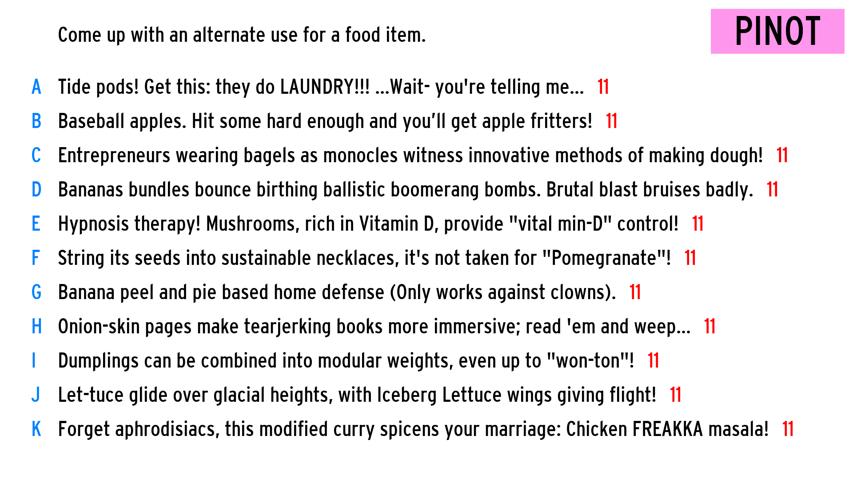 PINOT
Come up with an alternate use for a food item.
A Tide pods! Get this: they do LAUNDRY!!! ...Wait- you're telling me... 11
B Baseball apples. Hit some hard enough and you’ll get apple fritters! 11
C Entrepreneurs wearing bagels as monocles witness innovative methods of making dough! 11
D Bananas bundles bounce birthing ballistic boomerang bombs. Brutal blast bruises badly. 11
E Hypnosis therapy! Mushrooms, rich in Vitamin D, provide "vital min-D" control! 11
F String its seeds into sustainable necklaces, it's not taken for "Pomegranate"! 11
G Banana peel and pie based home defense (Only works against clowns). 11
H Onion-skin pages make tearjerking books more immersive; read 'em and weep... 11
I Dumplings can be combined into modular weights, even up to "won-ton"! 11
J Let-tuce glide over glacial heights, with Iceberg Lettuce wings giving flight! 11
K Forget aphrodisiacs, this modified curry spicens your marriage: Chicken FREAKKA masala! 11